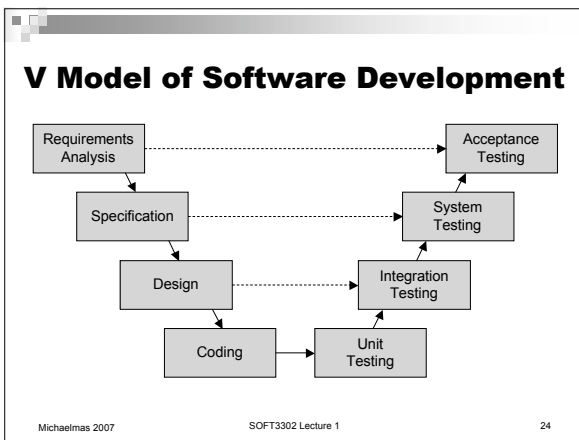 V Model of Software Development
Requirements
Analysis
Acceptance
Testing
Specification
System
Testing
Design
Integration
Testing
Coding
Unit
Testing
Michaelmas 2007
SOFT3302 Lecture 1
24